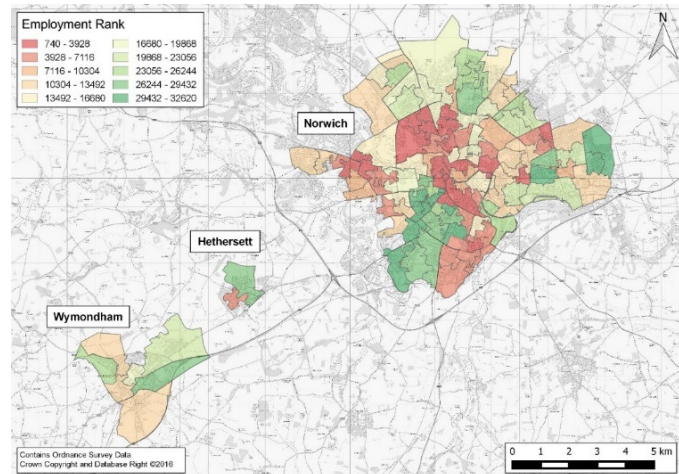 Employment Rank
740 - 3928
3928 - 7116
7116 - 10304
10304 - 13492
13492 - 16680
16680 - 19868
19868 - 23056
23056 - 26244
26244 - 29432
29432 - 32620
N
Norwich
Hethersett
Wymondham
Contains Ordnance Survey Data
Crown Copyright and Database Right ©2016
0 1 2 3 4 5 km